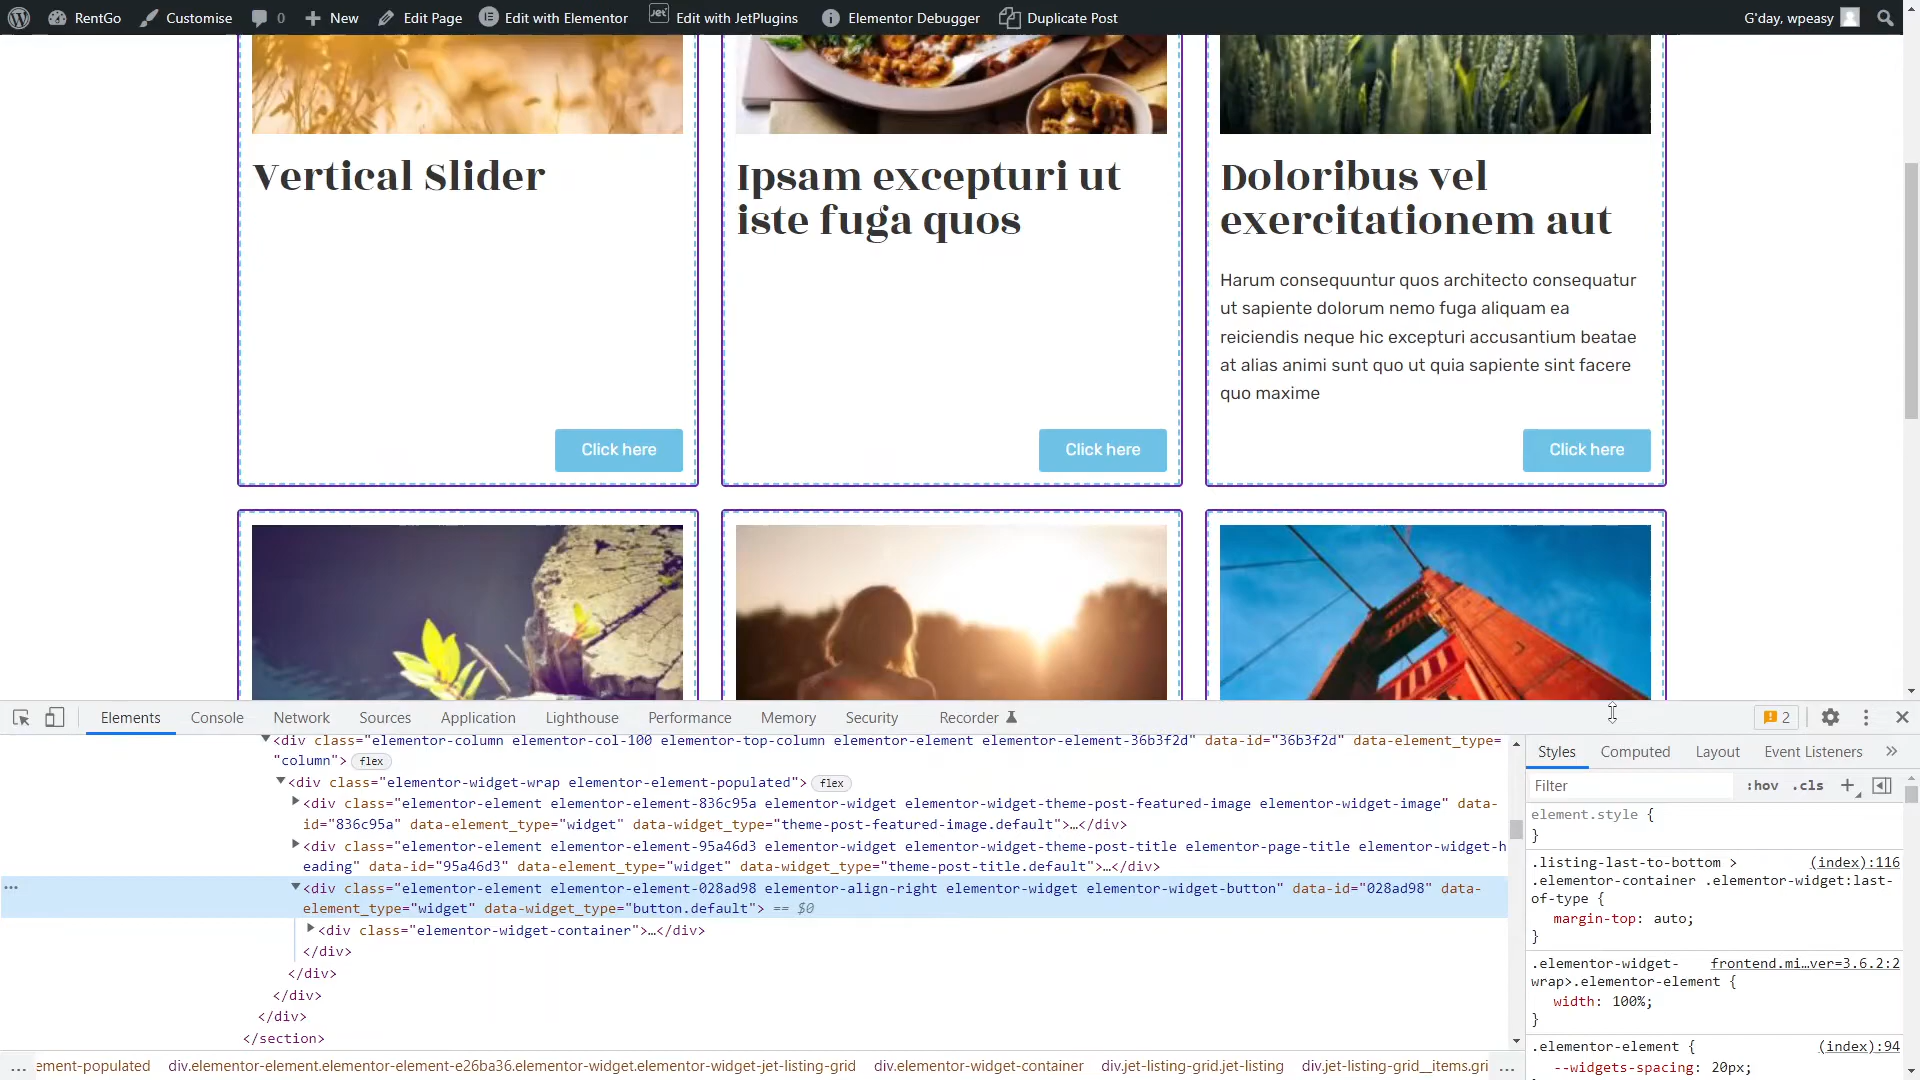 RentGo Customise 0 New Edit Page Edit with Elementor Edit with JetPlugins Elementor Debugger Duplicate Post G'day, wpeasy
Vertical Slider
Ipsam excepturi ut
iste fuga quos
Doloribus vel
exercitationem aut
Harum consequuntur quos architecto consequatur
ut sapiente dolorum nemo fuga aliquam ea
reiciendis neque hic excepturi accusantium beatae
at alias animi sunt quo ut quia sapiente sint facere
quo maxime
Click here
Click here
Click here
Elements Console Network Sources Application Lighthouse Performance Memory Security Recorder 2
<div class="elementor-column elementor-col-100 elementor-top-column elementor-element elementor-element-36b3f2d" data-id="36b3f2d" data-element_type=
"column"> flex
<div class="elementor-widget-wrap elementor-element-populated"> flex
<div class="elementor-element elementor-element-836c95a elementor-widget elementor-widget-theme-post-featured-image elementor-widget-image" data-
id="836c95a" data-element_type="widget" data-widget_type="theme-post-featured-image.default">…</div>
<div class="elementor-element elementor-element-95a46d3 elementor-widget elementor-widget-theme-post-title elementor-page-title elementor-widget-h
eading" data-id="95a46d3" data-element_type="widget" data-widget_type="theme-post-title.default">…</div>
<div class="elementor-element elementor-element-028ad98 elementor-align-right elementor-widget elementor-widget-button" data-id="028ad98" data-
element_type="widget" data-widget_type="button.default"> == $0
<div class="elementor-widget-container">…</div>
</div>
</div>
</div>
</div>
</section>
... ement-populated div.elementor-element.elementor-element-e26ba36.elementor-widget.elementor-widget-jet-listing-grid div.elementor-widget-container div.jet-listing-grid.jet-listing div.jet-listing-grid__items.gri ...
Styles Computed Layout Event Listeners »
Filter :hov .cls +
element.style {
}
.listing-last-to-bottom > (index):116
.elementor-container .elementor-widget:last-
of-type {
margin-top: auto;
}
.elementor-widget- frontend.mi…ver=3.6.2:2
wrap>.elementor-element {
width: 100%;
}
.elementor-element { (index):94
--widgets-spacing: 20px;